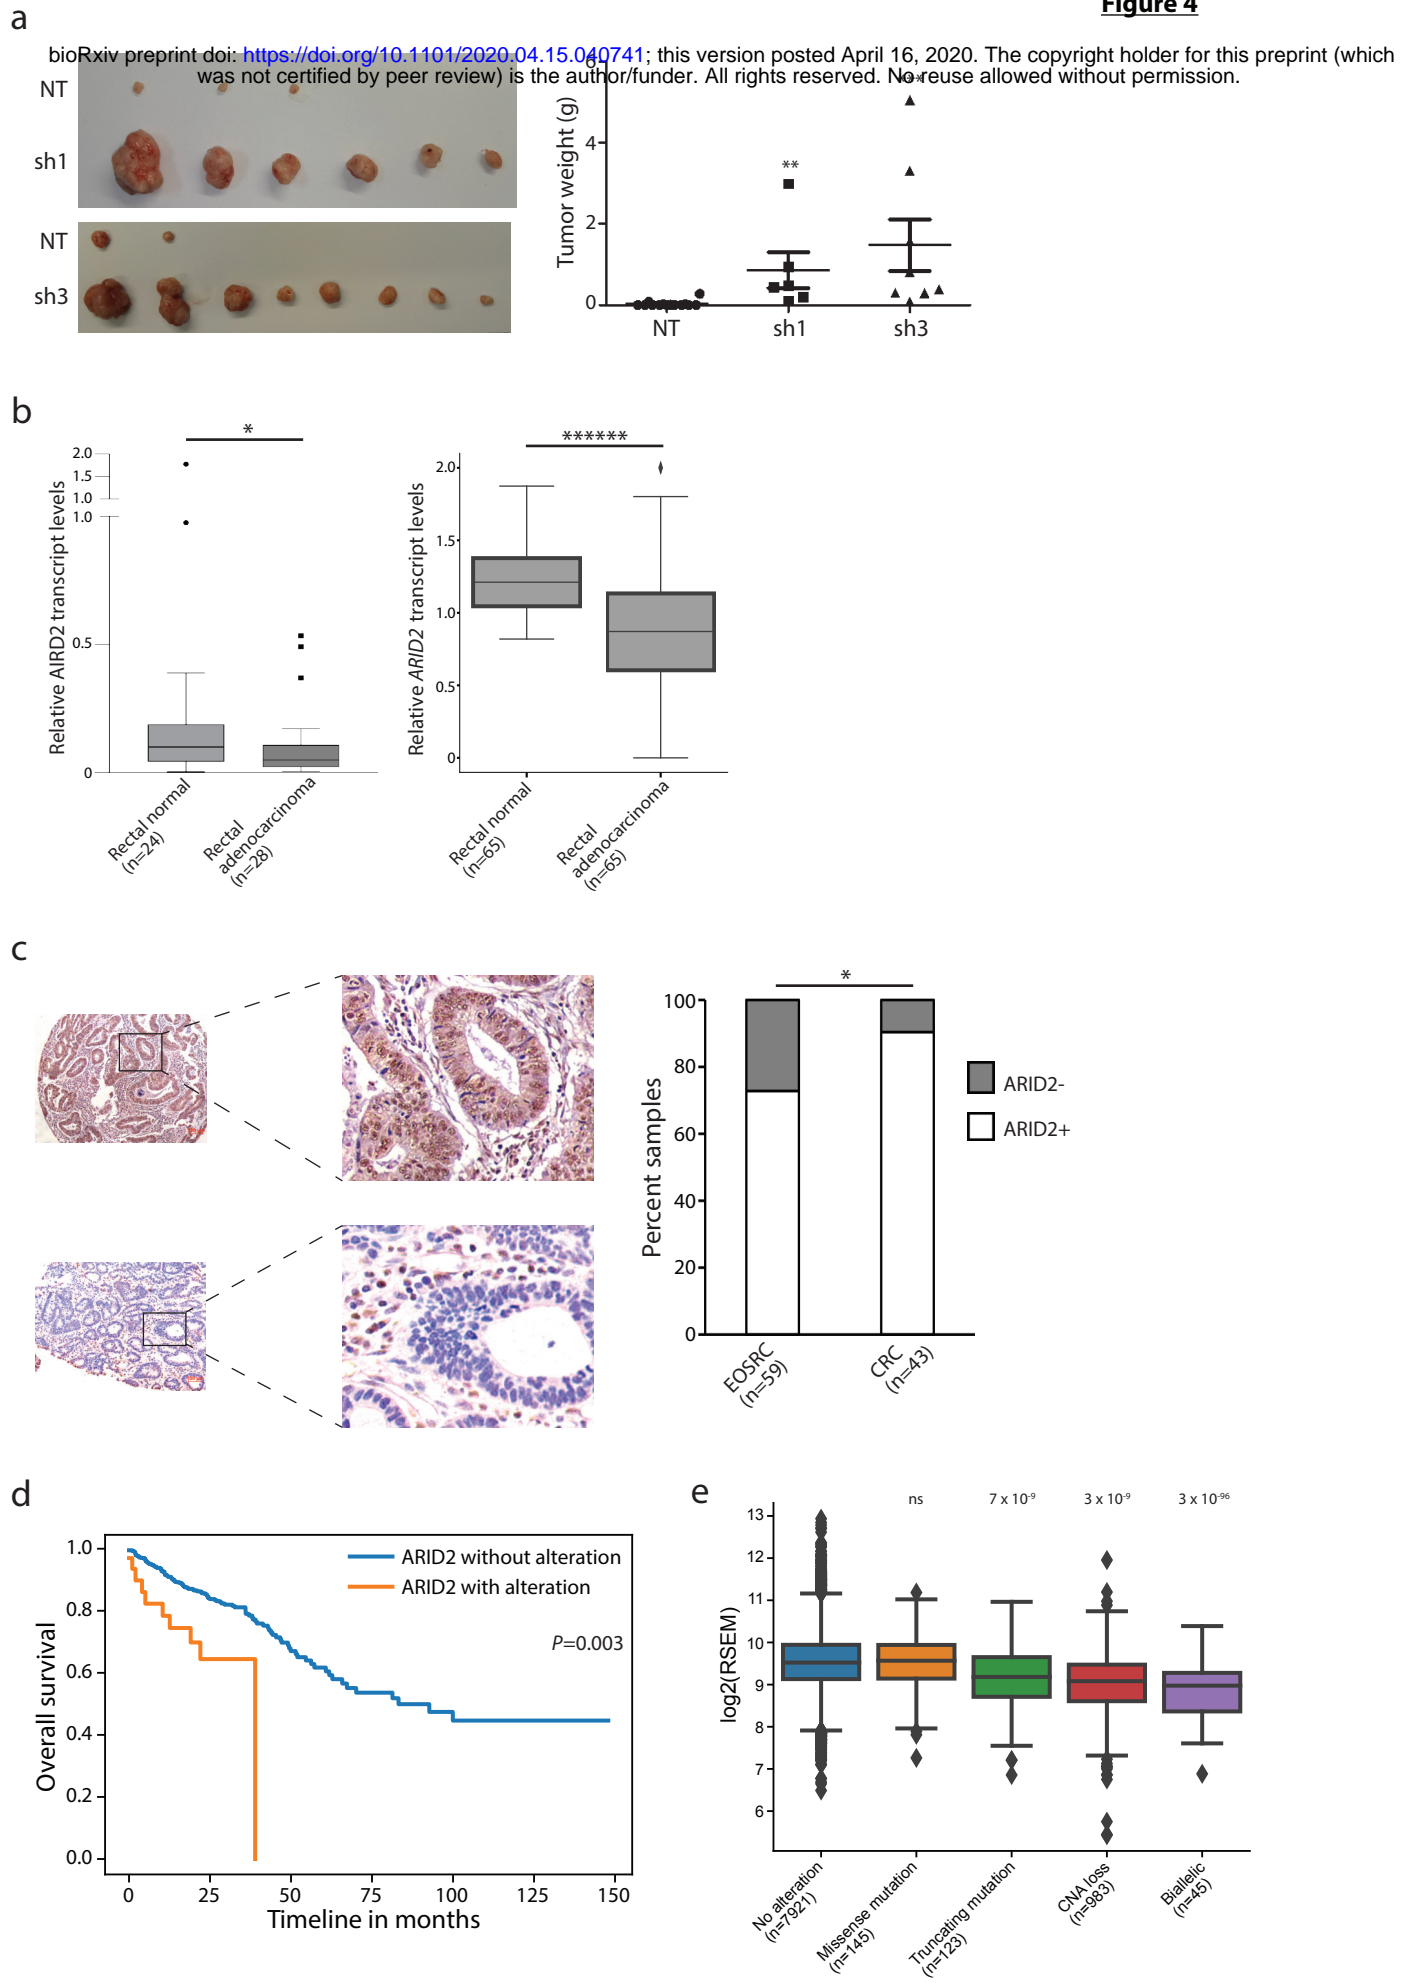 Figure 4
a
bioRxiv preprint doi: https://doi.org/10.1101/2020.04.15.040741; this version posted April 16, 2020. The copyright holder for this preprint (which
was not certified by peer review) is the author/funder. All rights reserved. No reuse allowed without permission.
NT
sh1
NT
sh3
Tumor weight (g)
6
4
2
0
**
NT
sh1
sh3
b
Relative AIRD2 transcript levels
2.0
1.5
1.0
1.0
0.5
0
*
Rectal normal
(n=24)
Rectal
adenocarcinoma
(n=28)
Relative ARID2 transcript levels
2.0
1.5
1.0
0.5
0
******
Rectal normal
(n=65)
Rectal
adenocarcinoma
(n=65)
c
Percent samples
100
80
60
40
20
0
*
EOSRC
(n=59)
CRC
(n=43)
ARID2-
ARID2+
d
Overall survival
1.0
0.8
0.6
0.4
0.2
0.0
ARID2 without alteration
ARID2 with alteration
P=0.003
0 25 50 75 100 125 150
Timeline in months
e
log2(RSEM)
13
12
11
10
9
8
7
6
ns 7 x 10-9 3 x 10-9 3 x 10-96
No alteration
(n=7921)
Missense mutation
(n=145)
Truncating mutation
(n=123)
CNA loss
(n=983)
Biallelic
(n=45)